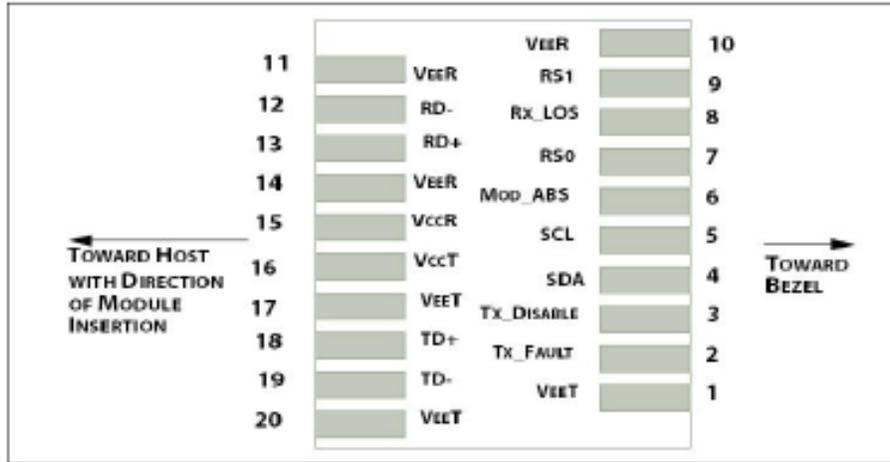 11 VEER
12 RD-
13 RD+
14 VEER
15 VCCR
16 VCCT
17 VEET
18 TD+
19 TD-
20 VEET
VEER 10
RS1 9
RX_LOS 8
RS0 7
MOD_ABS 6
SCL 5
SDA 4
TX_DISABLE 3
TX_FAULT 2
VEET 1
TOWARD HOST
WITH DIRECTION
OF MODULE
INSERTION
TOWARD
BEZEL